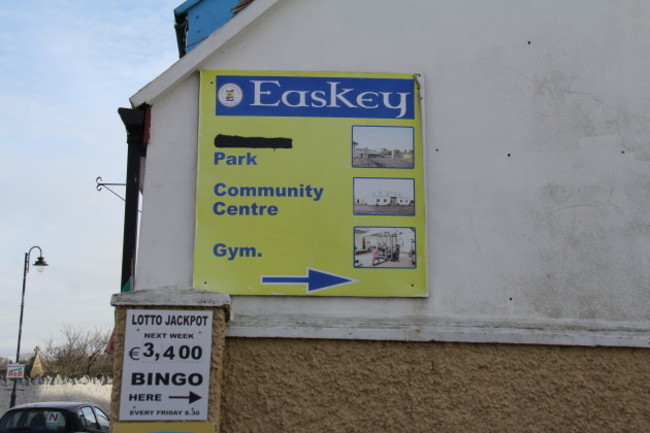 Easkey
Park
Community
Centre
Gym.
LOTTO JACKPOT
NEXT WEEK
€3,400
BINGO
HERE
EVERY FRIDAY 8.30
N